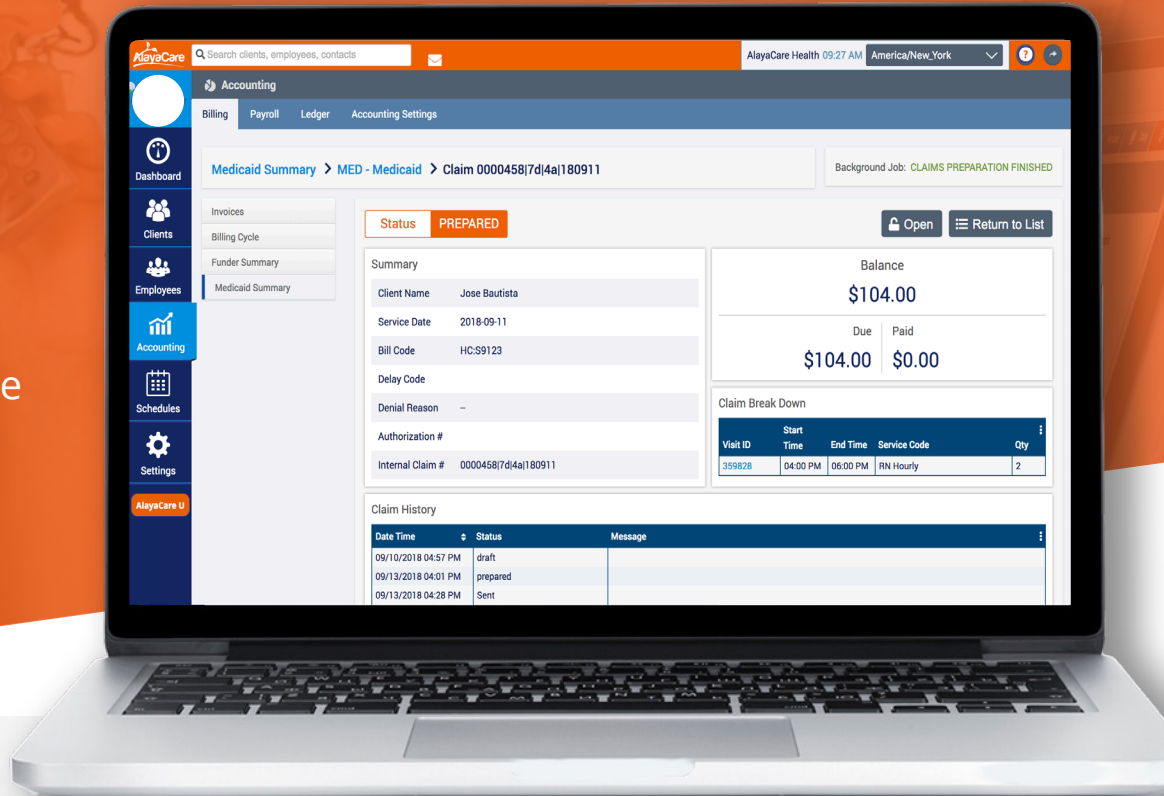 AlayaCare
Search clients, employees, contacts
AlayaCare Health 09:27 AM America/New_York
?
Accounting
Billing Payroll Ledger Accounting Settings
Medicaid Summary > MED - Medicaid > Claim 0000458|7d|4a|180911
Background Job: CLAIMS PREPARATION FINISHED
Dashboard
Clients
Employees
Accounting
Schedules
Settings
AlayaCare U
Invoices
Billing Cycle
Funder Summary
Medicaid Summary
Status PREPARED
Open
Return to List
Summary
Client Name Jose Bautista
Service Date 2018-09-11
Bill Code HC:S9123
Delay Code
Denial Reason –
Authorization #
Internal Claim # 0000458|7d|4a|180911
Balance
$104.00
Due Paid
$104.00 $0.00
Claim Break Down
Visit ID Start Time End Time Service Code Qty
359828 04:00 PM 06:00 PM RN Hourly 2
Claim History
Date Time Status Message
09/10/2018 04:57 PM draft
09/13/2018 04:01 PM prepared
09/13/2018 04:28 PM Sent
e